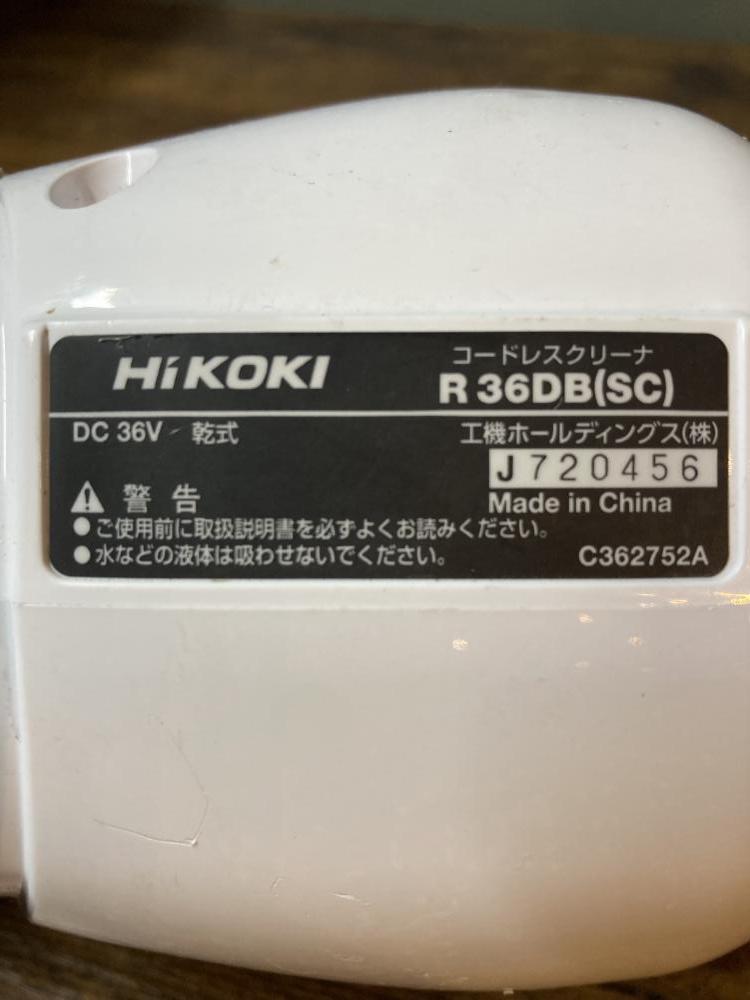 HiKOKI
コードレスクリーナ
R 36DB(SC)
DC 36V 乾式
工機ホールディングス(株)
J720456
Made in China
警告
●ご使用前に取扱説明書を必ずよくお読みください。
●水などの液体は吸わせないでください。
C362752A